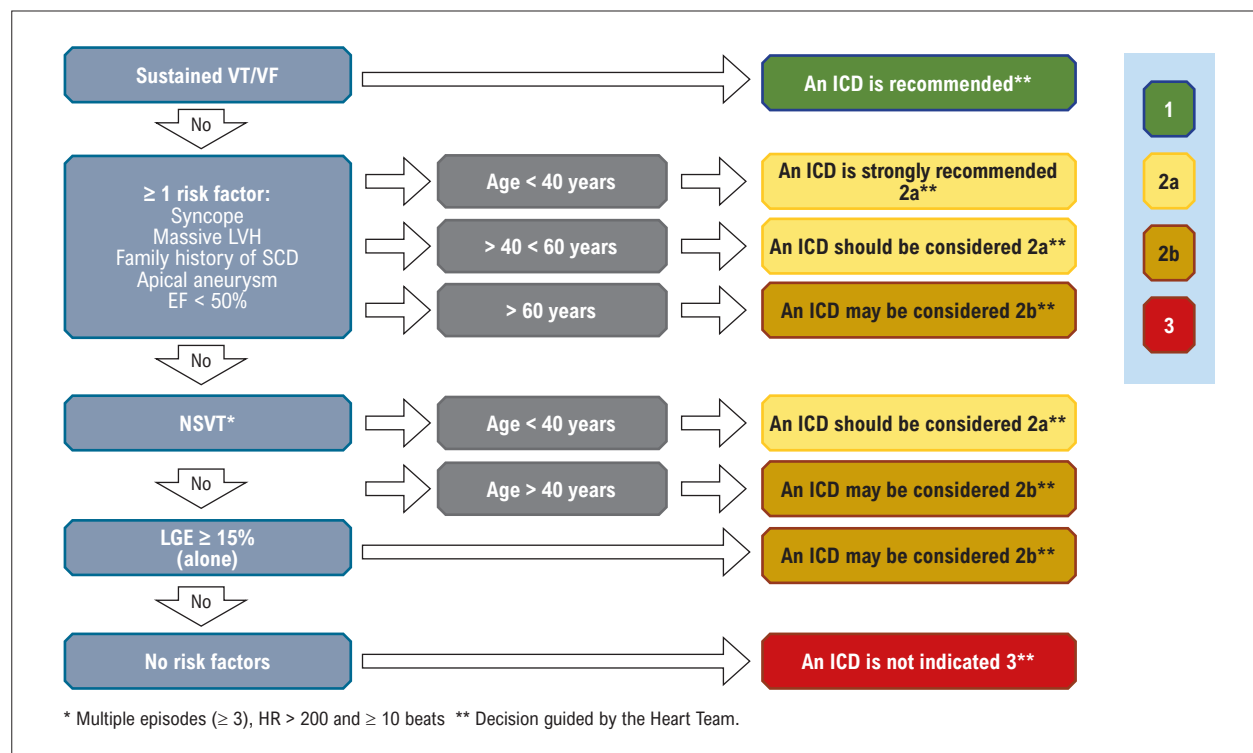 Sustained VT/VF
An ICD is recommended**
No
≥ 1 risk factor:
Syncope
Massive LVH
Family history of SCD
Apical aneurysm
EF < 50%
Age < 40 years
An ICD is strongly recommended
2a**
> 40 < 60 years
An ICD should be considered 2a**
> 60 years
An ICD may be considered 2b**
No
NSVT*
Age < 40 years
An ICD should be considered 2a**
No
Age > 40 years
An ICD may be considered 2b**
LGE ≥ 15%
(alone)
An ICD may be considered 2b**
No
No risk factors
An ICD is not indicated 3**
1
2a
2b
3
* Multiple episodes (≥ 3), HR > 200 and ≥ 10 beats ** Decision guided by the Heart Team.